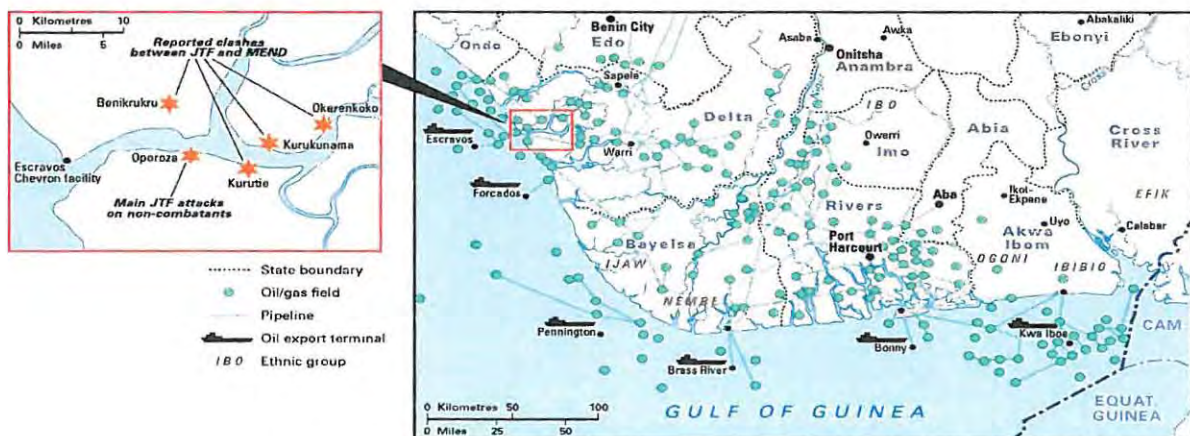 0 Kilometres 10
0 Miles 5
Reported clashes
between JTF and MEND
Benikrukru
Okerenkoko
Kurukunama
Oporoza
Escravos
Chevron facility
Kurutie
Main JTF attacks
on non-combatants
State boundary
Oil/gas field
Pipeline
Oil export terminal
IBO Ethnic group
Benin City
Ondo
Edo
Sapele
Asaba
Awka
Onitsha
Anambra
Abakaliki
Ebonyi
Cross
Delta
IBO
Owerri
Imo
Abia
Cross
River
Escravos
Warri
Forcados
Rivers
Aba
Ikot
Ekpene
EFIK
Uyo
Calabar
Bayelsa
IJAW
Port
Harcourt
Akwa
Ibom
OGONI
IBIBIO
NEMBE
Pennington
Brass River
Bonny
Kwa Iboe
CAM
EQUAT.
GUINEA
GULF OF GUINEA
0 Kilometres 50 100
0 Miles 25 50